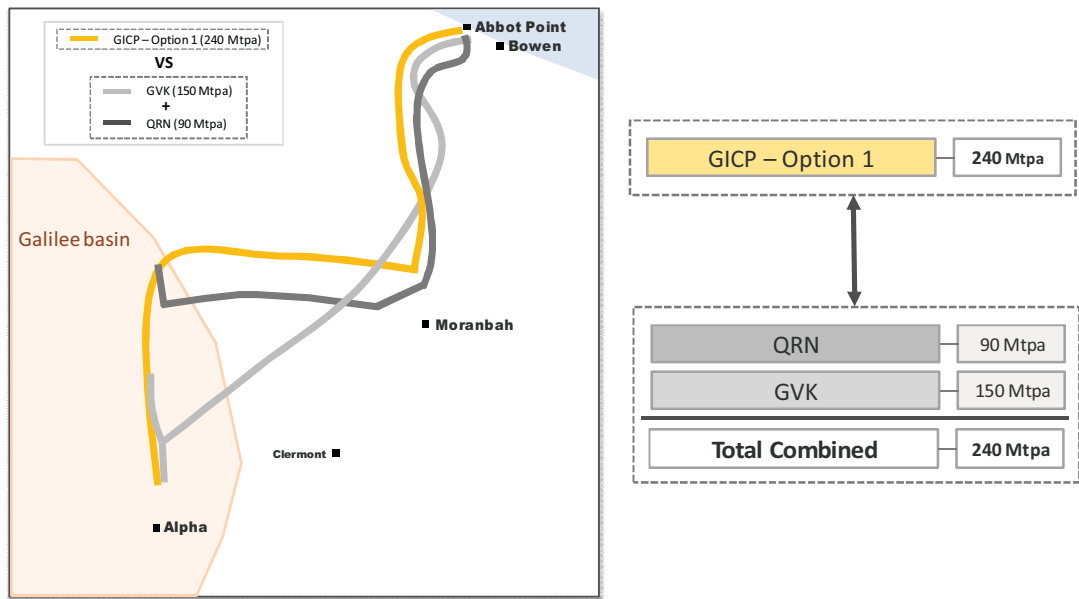 GICP – Option 1 (240 Mtpa)
VS
GVK (150 Mtpa)
+
QRN (90 Mtpa)
Abbot Point
Bowen
Galilee basin
Moranbah
Clermont
Alpha
GICP – Option 1
240 Mtpa
QRN
90 Mtpa
GVK
150 Mtpa
Total Combined
240 Mtpa